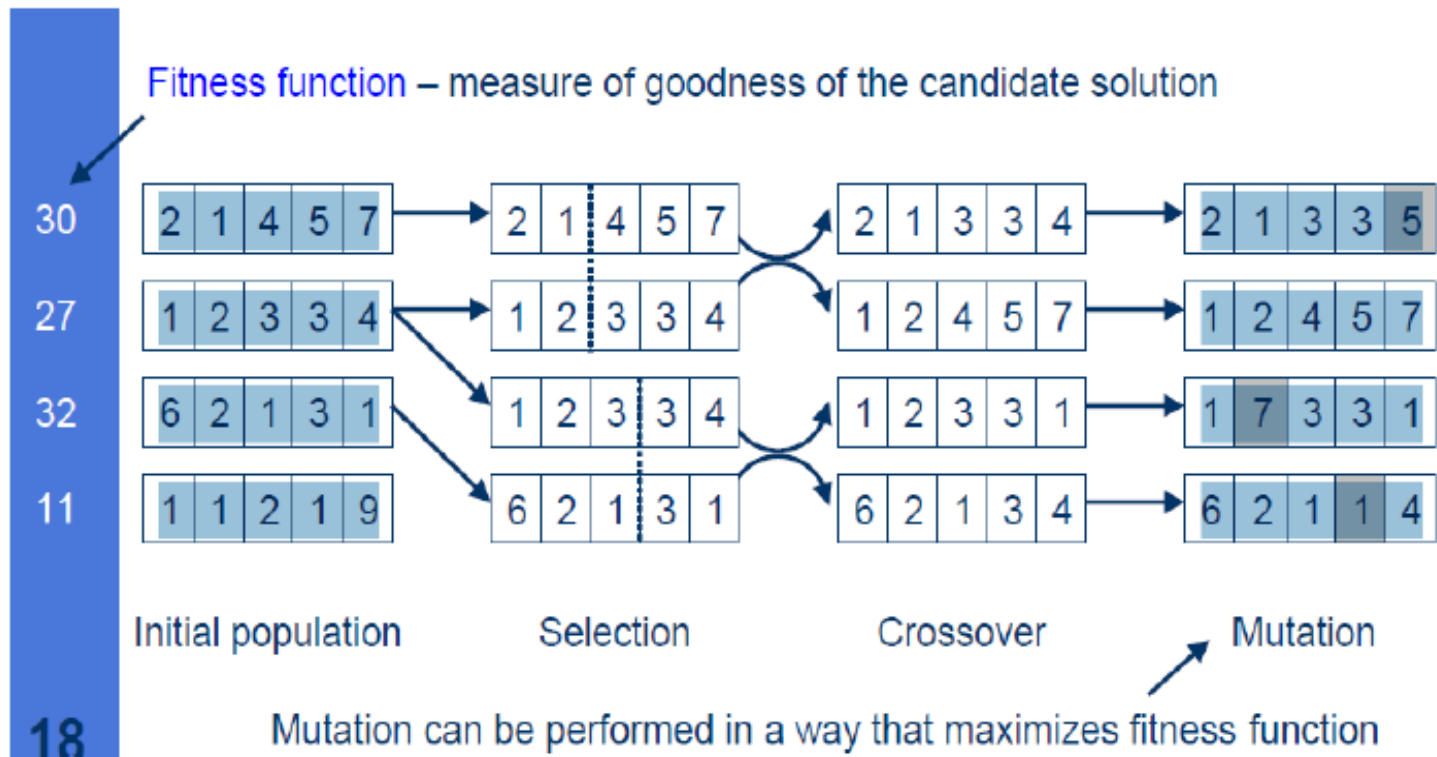 Fitness function – measure of goodness of the candidate solution
30 2 1 4 5 7 2 1 4 5 7 2 1 3 3 4 2 1 3 3 5
27 1 2 3 3 4 1 2 3 3 4 1 2 4 5 7 1 2 4 5 7
32 6 2 1 3 1 1 2 3 3 4 1 2 3 3 1 1 7 3 3 1
11 1 1 2 1 9 6 2 1 3 1 6 2 1 3 4 6 2 1 1 4
Initial population Selection Crossover Mutation
Mutation can be performed in a way that maximizes fitness function
18